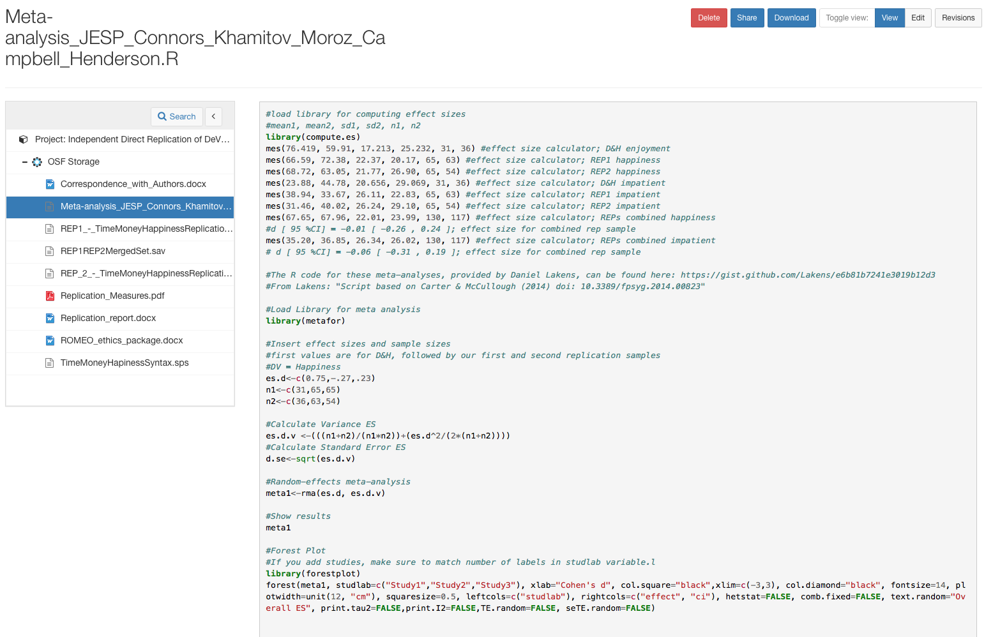 Meta-
analysis_JESP_Connors_Khamitov_Moroz_Ca
mpbell_Henderson.R
Delete
Share
Download
Toggle view:
View
Edit
Revisions
Search
Project: Independent Direct Replication of DeV...
OSF Storage
Correspondence_with_Authors.docx
Meta-analysis_JESP_Connors_Khamitov...
REP1_-_TimeMoneyHappinessReplicatio...
REP1REP2MergedSet.sav
REP_2_-_TimeMoneyHappinessReplicati...
Replication_Measures.pdf
Replication_report.docx
ROMEO_ethics_package.docx
TimeMoneyHapinessSyntax.sps
#load library for computing effect sizes
#mean1, mean2, sd1, sd2, n1, n2
library(compute.es)
mes(76.419, 59.91, 17.213, 25.232, 31, 36) #effect size calculator; D&H enjoyment
mes(66.59, 72.38, 22.37, 20.17, 65, 63) #effect size calculator; REP1 happiness
mes(68.72, 63.05, 21.77, 26.90, 65, 54) #effect size calculator; REP2 happiness
mes(23.88, 44.78, 20.656, 29.069, 31, 36) #effect size calculator; D&H impatient
mes(38.94, 33.67, 26.11, 22.83, 65, 63) #effect size calculator; REP1 impatient
mes(31.46, 40.02, 26.24, 29.10, 65, 54) #effect size calculator; REP2 impatient
mes(67.65, 67.96, 22.01, 23.99, 130, 117) #effect size calculator; REPs combined happiness
#d [ 95 %CI] = -0.01 [ -0.26 , 0.24 ]; effect size for combined rep sample
mes(35.20, 36.85, 26.34, 26.02, 130, 117) #effect size calculator; REPs combined impatient
# d [ 95 %CI] = -0.06 [ -0.31 , 0.19 ]; effect size for combined rep sample
#The R code for these meta-analyses, provided by Daniel Lakens, can be found here: https://gist.github.com/Lakens/e6b81b7241e3019b12d3
#From Lakens: "Script based on Carter & McCullough (2014) doi: 10.3389/fpsyg.2014.00823"
#Load Library for meta analysis
library(metafor)
#Insert effect sizes and sample sizes
#first values are for D&H, followed by our first and second replication samples
#DV = Happiness
es.d<-c(0.75,-.27,.23)
n1<-c(31,65,65)
n2<-c(36,63,54)
#Calculate Variance ES
es.d.v <-(((n1+n2)/(n1*n2))+(es.d^2/(2*(n1+n2))))
#Calculate Standard Error ES
d.se<-sqrt(es.d.v)
#Random-effects meta-analysis
meta1<-rma(es.d, es.d.v)
#Show results
meta1
#Forest Plot
#If you add studies, make sure to match number of labels in studlab variable.l
library(forestplot)
forest(meta1, studlab=c("Study1","Study2","Study3"), xlab="Cohen's d", col.square="black",xlim=c(-3,3), col.diamond="black", fontsize=14, pl
otwidth=unit(12, "cm"), squaresize=0.5, leftcols=c("studlab"), rightcols=c("effect", "ci"), hetstat=FALSE, comb.fixed=FALSE, text.random="Ov
erall ES", print.tau2=FALSE,print.I2=FALSE,TE.random=FALSE, seTE.random=FALSE)